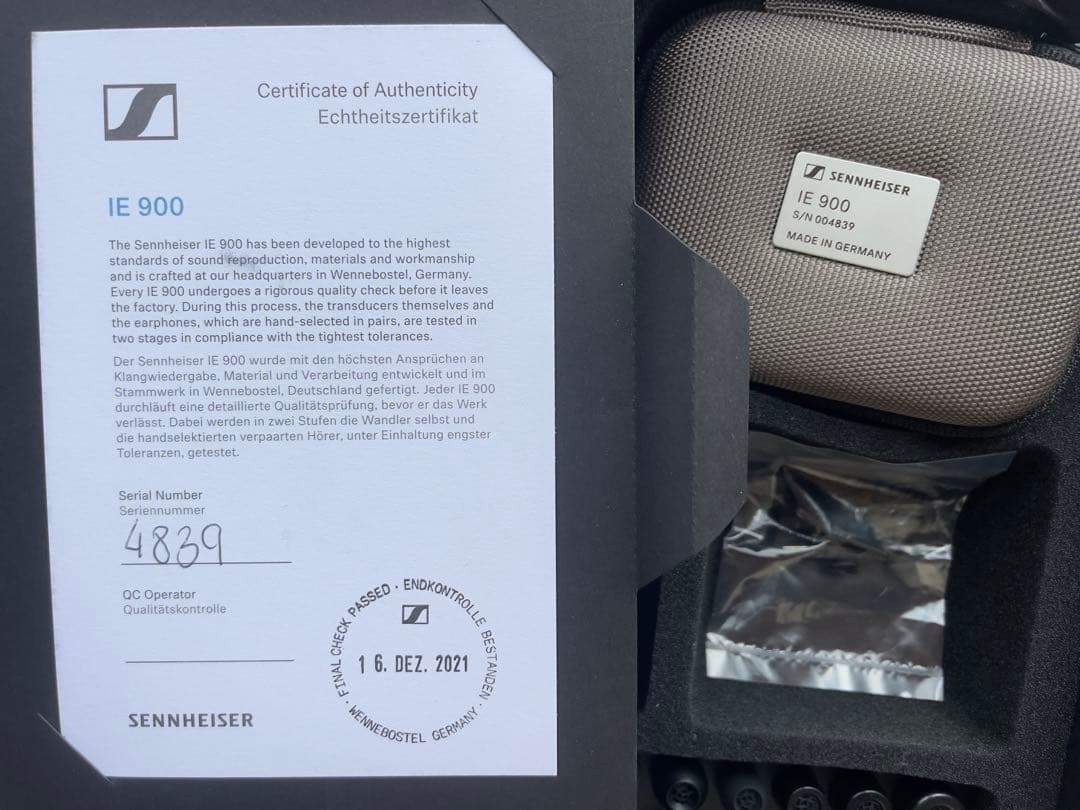 Certificate of Authenticity
Echtheitszertifikat
IE 900
The Sennheiser IE 900 has been developed to the highest
standards of sound reproduction, materials and workmanship
and is crafted at our headquarters in Wennebostel, Germany.
Every IE 900 undergoes a rigorous quality check before it leaves
the factory. During this process, the transducers themselves and
the earphones, which are hand-selected in pairs, are tested in
two stages in compliance with the tightest tolerances.
Der Sennheiser IE 900 wurde mit den höchsten Ansprüchen an
Klangwiedergabe, Material und Verarbeitung entwickelt und im
Stammwerk in Wennebostel, Deutschland gefertigt. Jeder IE 900
durchläuft eine detaillierte Qualitätsprüfung, bevor er das Werk
verlässt. Dabei werden in zwei Stufen die Wandler selbst und
die handselektierten verpaarten Hörer, unter Einhaltung engster
Toleranzen, getestet.
Serial Number
Seriennummer
4839
QC Operator
Qualitätskontrolle
SENNHEISER
FINAL CHECK PASSED · ENDKONTROLLE BESTANDEN ·
16. DEZ. 2021
WENNEBOSTEL GERMANY ·
SENNHEISER
IE 900
S/N 004839
MADE IN GERMANY